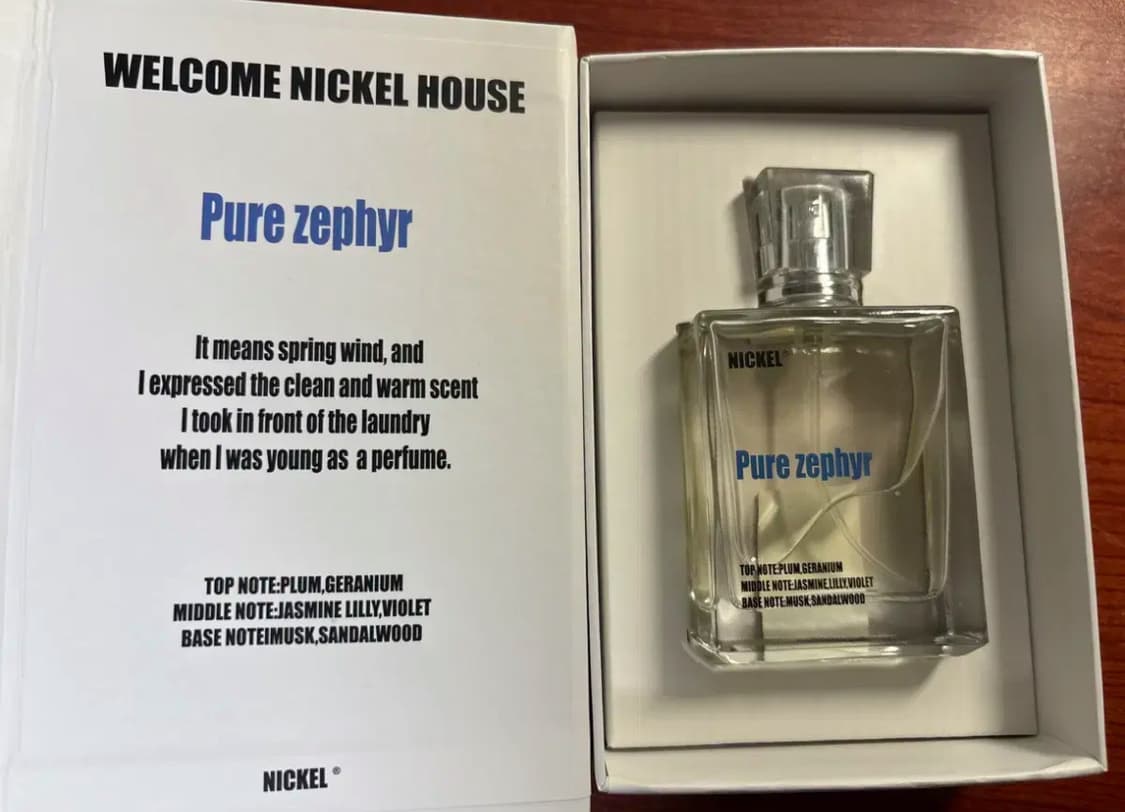 WELCOME NICKEL HOUSE
Pure zephyr
It means spring wind, and
I expressed the clean and warm scent
I took in front of the laundry
when I was young as a perfume.
TOP NOTE:PLUM,GERANIUM
MIDDLE NOTE:JASMINE LILLY,VIOLET
BASE NOTEIMUSK,SANDALWOOD
NICKEL ®
NICKEL
Pure zephyr
TOP NOTE:PLUM,GERANIUM
MIDDLE NOTE:JASMINE,LILLY,VIOLET
BASE NOTE:MUSK,SANDALWOOD